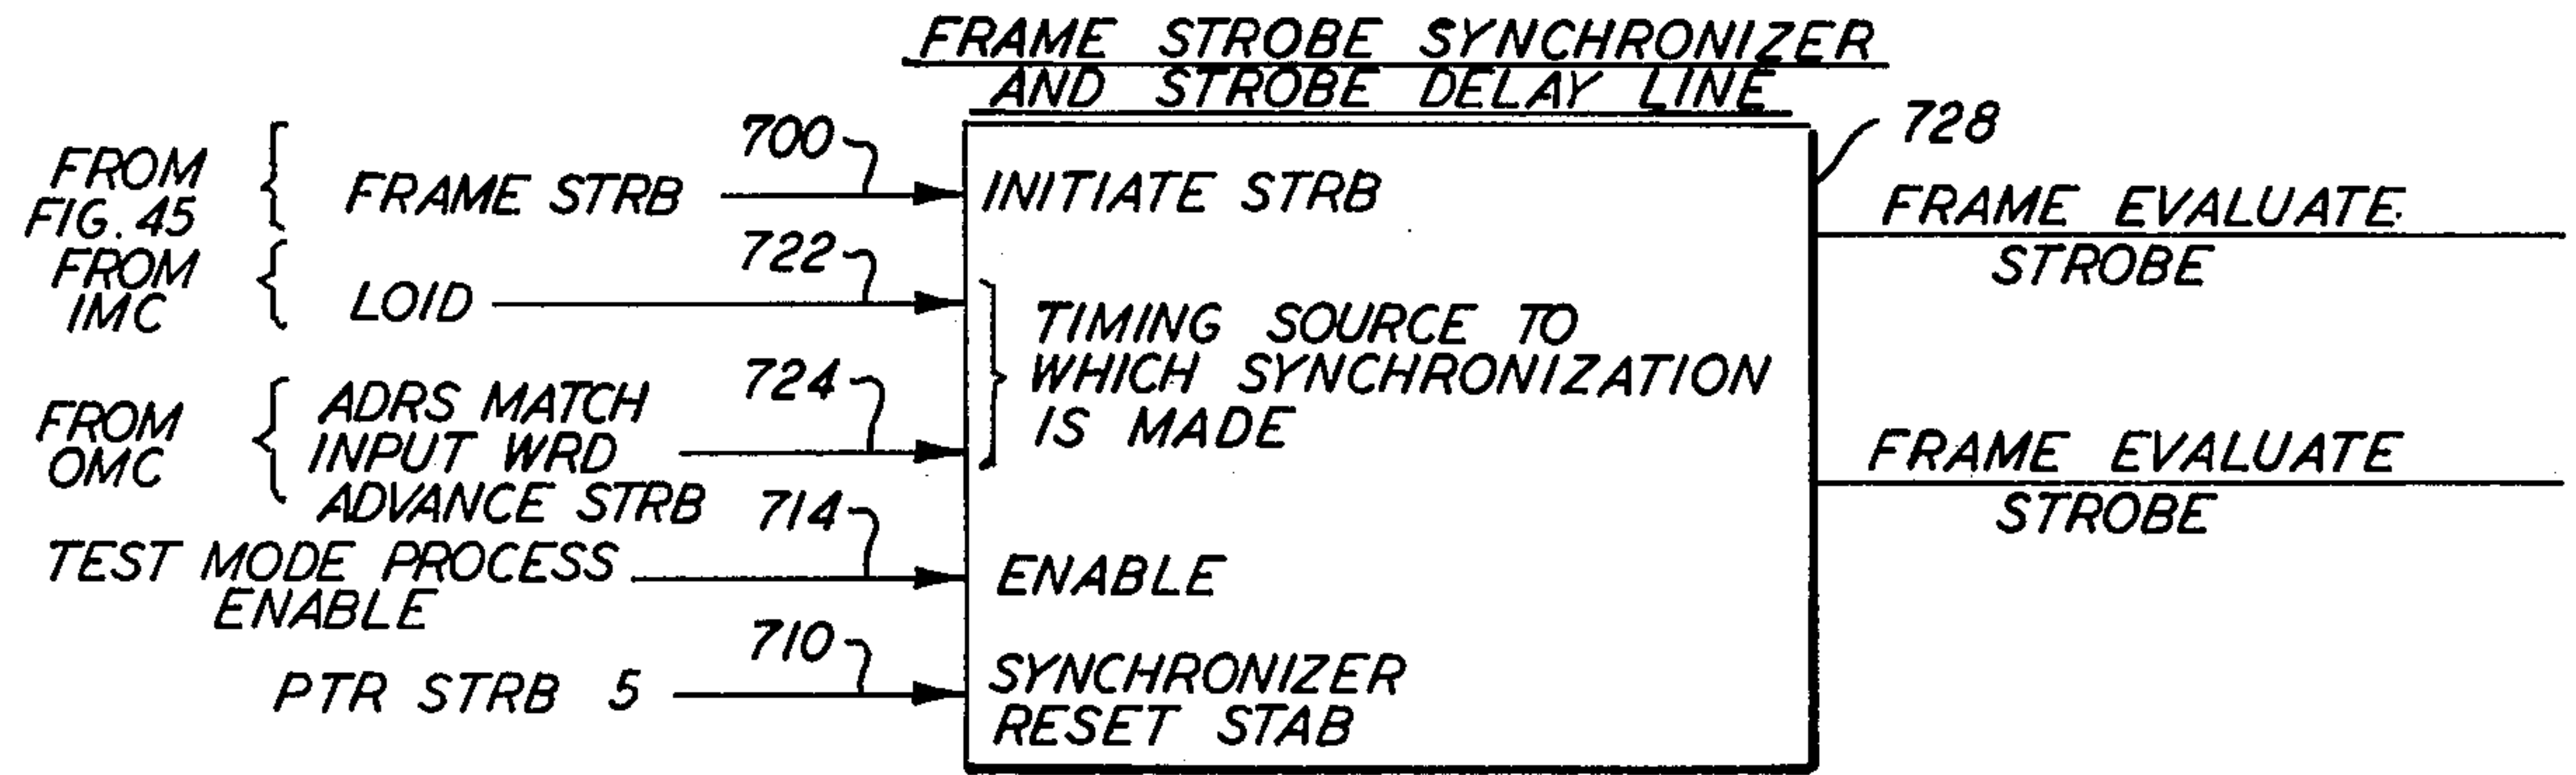 FRAME STROBE SYNCHRONIZER
AND STROBE DELAY LINE
728
FROM
FIG. 45
FRAME STRB
700
INITIATE STRB
FROM
IMC
LOID
722
TIMING SOURCE TO
WHICH SYNCHRONIZATION
IS MADE
FROM
OMC
ADRS MATCH
INPUT WRD
ADVANCE STRB
724
TEST MODE PROCESS
ENABLE
714
ENABLE
PTR STRB 5
710
SYNCHRONIZER
RESET STAB
FRAME EVALUATE
STROBE
FRAME EVALUATE
STROBE